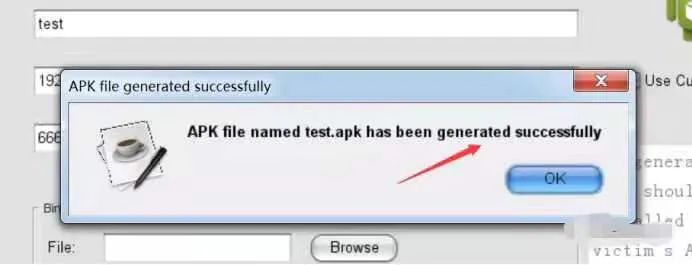 test
192
APK file generated successfully
Use Cu
APK file named test.apk has been generated successfully
666
OK
genera
shoul
alled
victim's A
Bin
File:
Browse